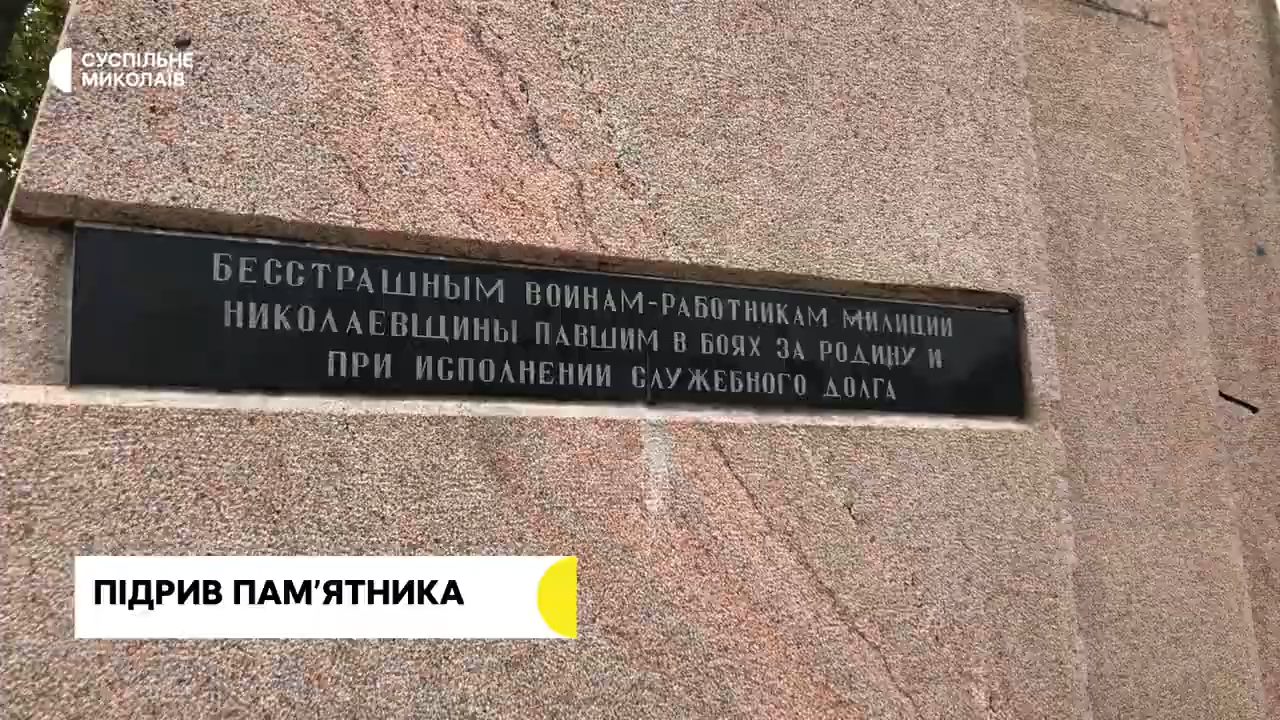 СУСПІЛЬНЕ
МИКОЛАЇВ
БЕССТРАШНЫМ ВОИНАМ-РАБОТНИКАМ МИЛИЦИИ
НИКОЛАЕВЩИНЫ ПАВШИМ В БОЯХ ЗА РОДИНУ И
ПРИ ИСПОЛНЕНИИ СЛУЖЕБНОГО ДОЛГА
ПІДРИВ ПАМ’ЯТНИКА